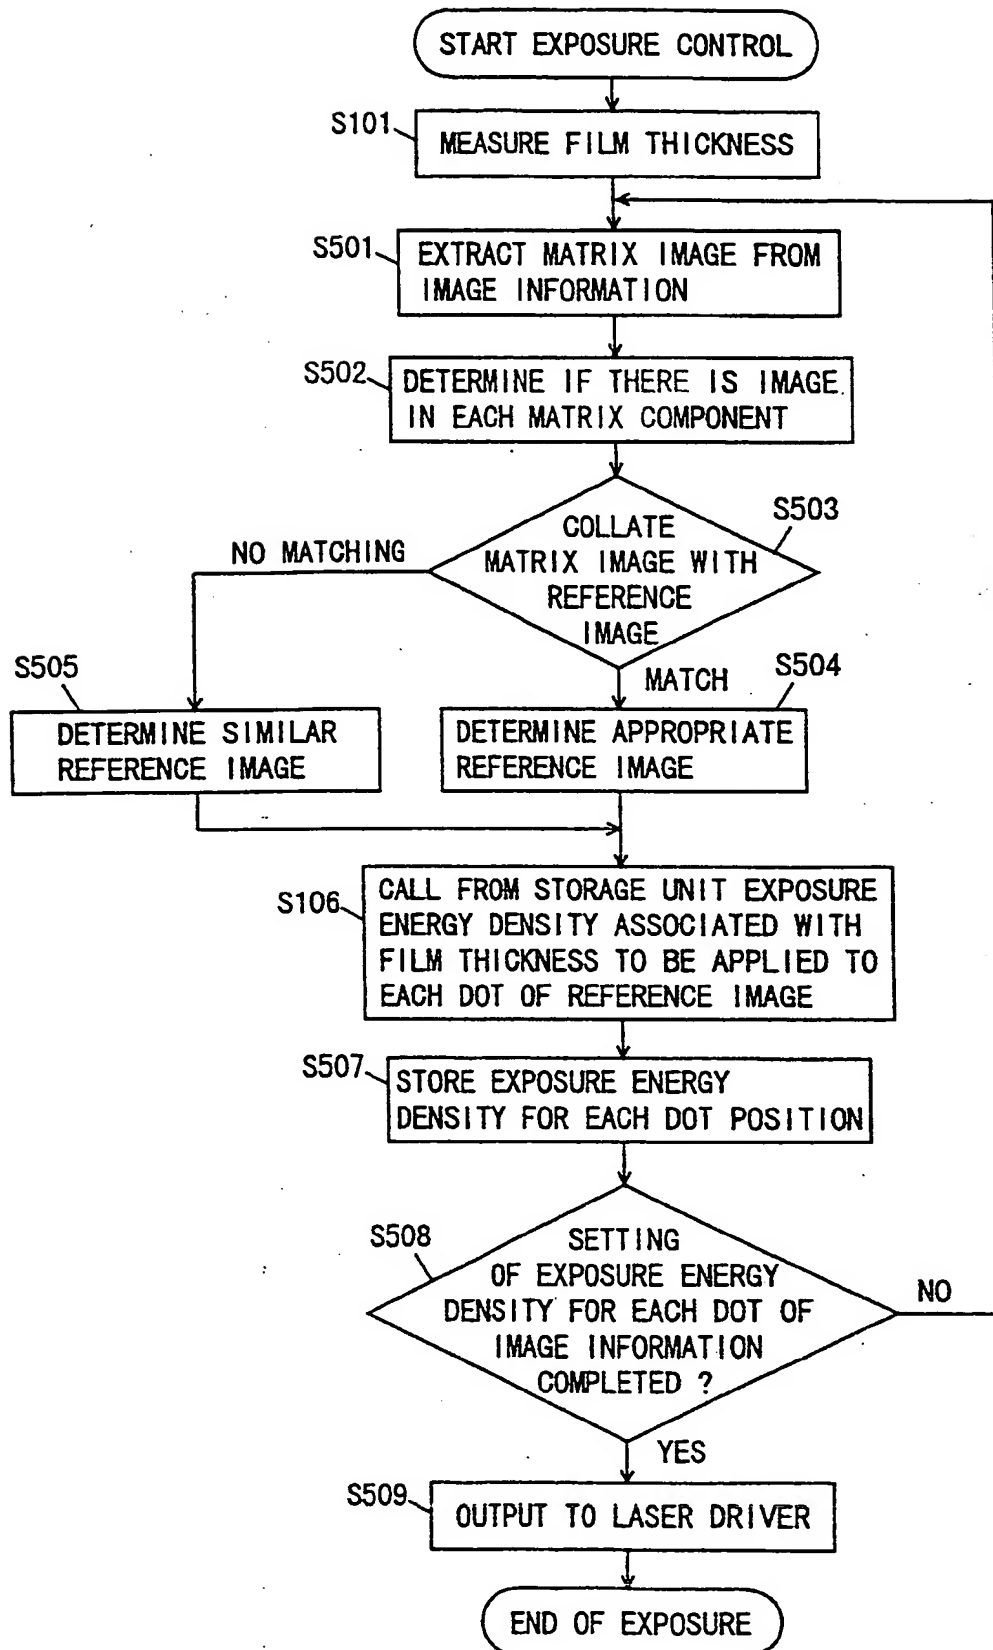 START EXPOSURE CONTROL
S101
MEASURE FILM THICKNESS
S501
EXTRACT MATRIX IMAGE FROM
IMAGE INFORMATION
S502
DETERMINE IF THERE IS IMAGE
IN EACH MATRIX COMPONENT
S503
COLLATE
MATRIX IMAGE WITH
REFERENCE
IMAGE
NO MATCHING
MATCH
S505
DETERMINE SIMILAR
REFERENCE IMAGE
S504
DETERMINE APPROPRIATE
REFERENCE IMAGE
S106
CALL FROM STORAGE UNIT EXPOSURE
ENERGY DENSITY ASSOCIATED WITH
FILM THICKNESS TO BE APPLIED TO
EACH DOT OF REFERENCE IMAGE
S507
STORE EXPOSURE ENERGY
DENSITY FOR EACH DOT POSITION
S508
SETTING
OF EXPOSURE ENERGY
DENSITY FOR EACH DOT OF
IMAGE INFORMATION
COMPLETED ?
NO
YES
S509
OUTPUT TO LASER DRIVER
END OF EXPOSURE